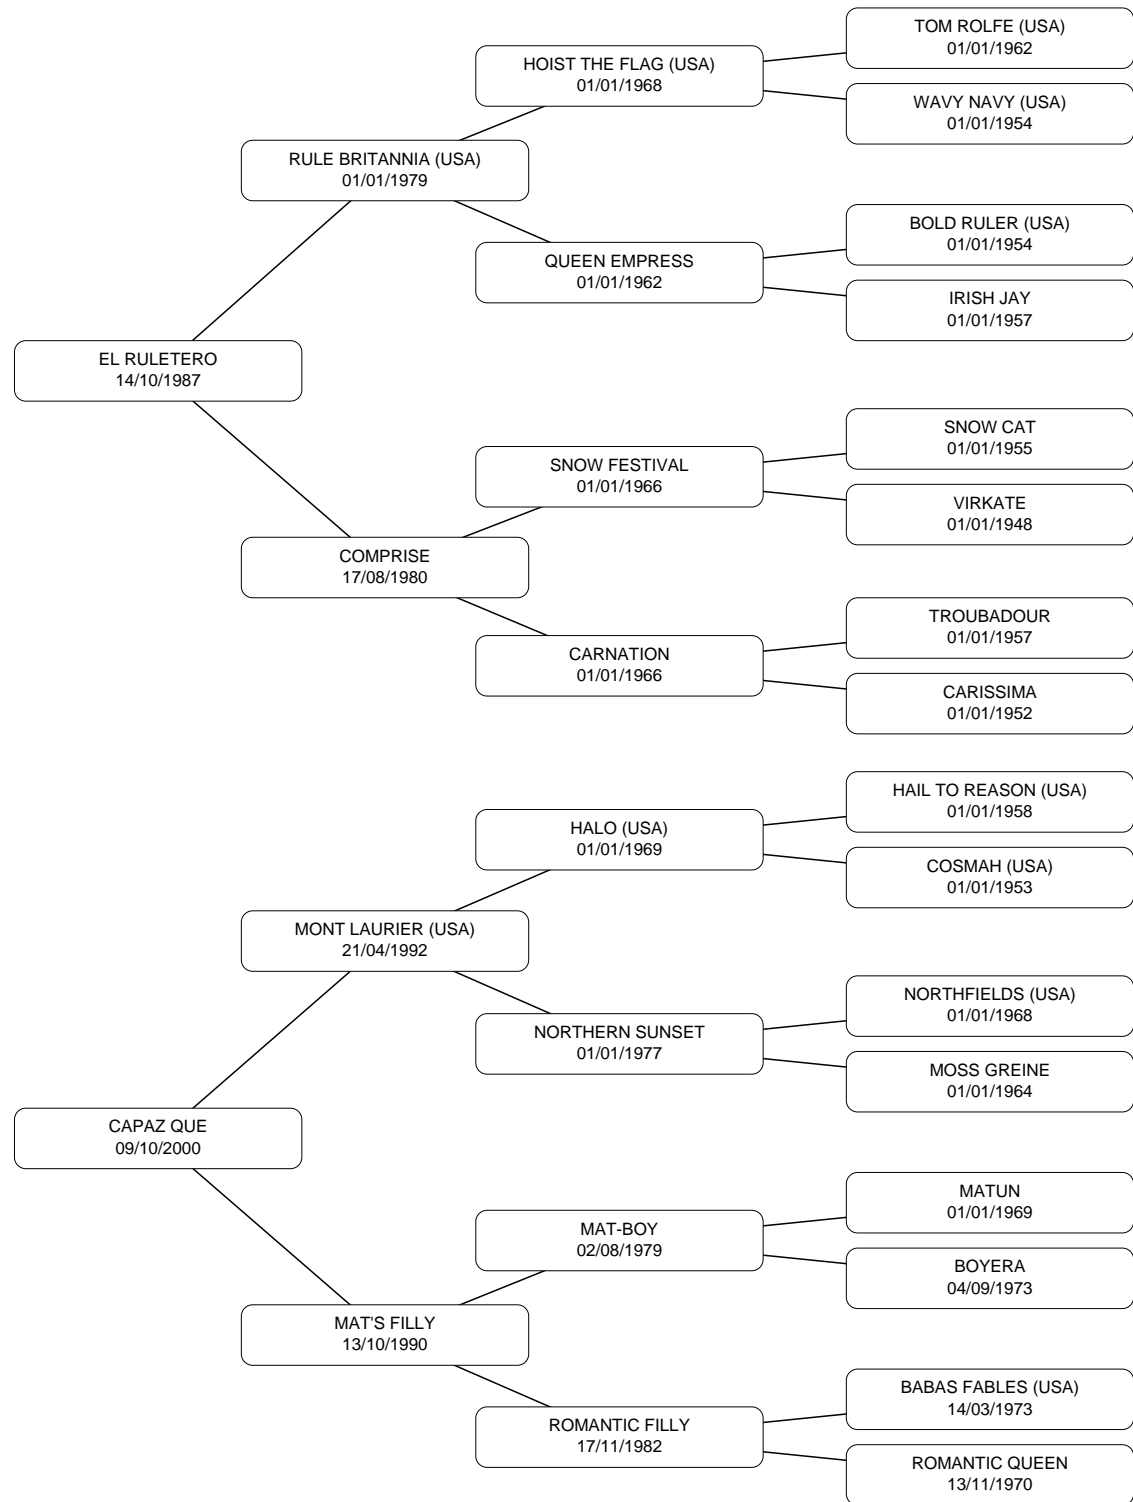 TOM ROLFE (USA)
01/01/1962
HOIST THE FLAG (USA)
01/01/1968
WAVY NAVY (USA)
01/01/1954
RULE BRITANNIA (USA)
01/01/1979
BOLD RULER (USA)
01/01/1954
QUEEN EMPRESS
01/01/1962
IRISH JAY
01/01/1957
EL RULETERO
14/10/1987
SNOW CAT
01/01/1955
SNOW FESTIVAL
01/01/1966
VIRKATE
01/01/1948
COMPRISE
17/08/1980
TROUBADOUR
01/01/1957
CARNATION
01/01/1966
CARISSIMA
01/01/1952
HAIL TO REASON (USA)
01/01/1958
HALO (USA)
01/01/1969
COSMAH (USA)
01/01/1953
MONT LAURIER (USA)
21/04/1992
NORTHFIELDS (USA)
01/01/1968
NORTHERN SUNSET
01/01/1977
MOSS GREINE
01/01/1964
CAPAZ QUE
09/10/2000
MATUN
01/01/1969
MAT-BOY
02/08/1979
BOYERA
04/09/1973
MAT'S FILLY
13/10/1990
BABAS FABLES (USA)
14/03/1973
ROMANTIC FILLY
17/11/1982
ROMANTIC QUEEN
13/11/1970